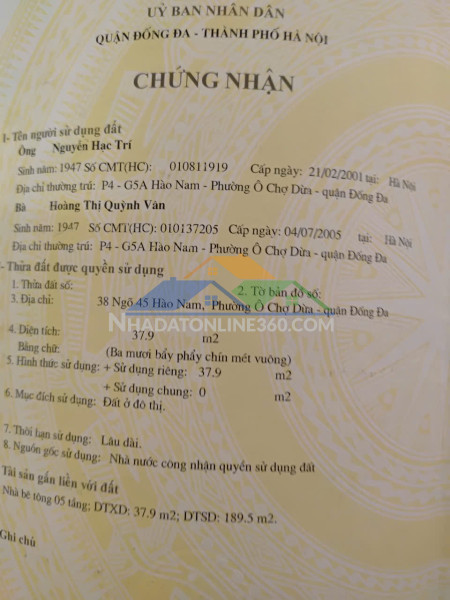 UỶ BAN NHÂN DÂN
QUẬN ĐỐNG ĐA - THÀNH PHỐ HÀ NỘI
CHỨNG NHẬN
I- Tên người sử dụng đất
Ông Nguyễn Hạc Trí
Sinh năm: 1947 Số CMT(HC): 010811919 Cấp ngày: 21/02/2001 tại: Hà Nội
Địa chỉ thường trú: P4 - G5A Hào Nam - Phường Ô Chợ Dừa - quận Đống Đa
Bà Hoàng Thị Quỳnh Vân
Sinh năm: 1947 Số CMT(HC): 010137205 Cấp ngày: 04/07/2005 tại: Hà Nội
Địa chỉ thường trú: P4 - G5A Hào Nam - Phường Ô Chợ Dừa - quận Đống Đa
- Thửa đất được quyền sử dụng
1. Thửa đất số: 2. Tờ bản đồ số:
3. Địa chỉ: 38 Ngõ 45 Hào Nam, Phường Ô Chợ Dừa - quận Đống Đa
NHADATONLINE360.COM
4. Diện tích: 37.9 m2
Bằng chữ: (Ba mươi bẩy phẩy chín mét vuông)
5. Hình thức sử dụng: + Sử dụng riêng: 37.9 m2
+ Sử dụng chung: 0 m2
6. Mục đích sử dụng: Đất ở đô thị.
7. Thời hạn sử dụng: Lâu dài.
8. Nguồn gốc sử dụng: Nhà nước công nhận quyền sử dụng đất
Tài sản gắn liền với đất
Nhà bê tông 05 tầng; DTXD: 37.9 m2; DTSD: 189.5 m2.
Ghi chú